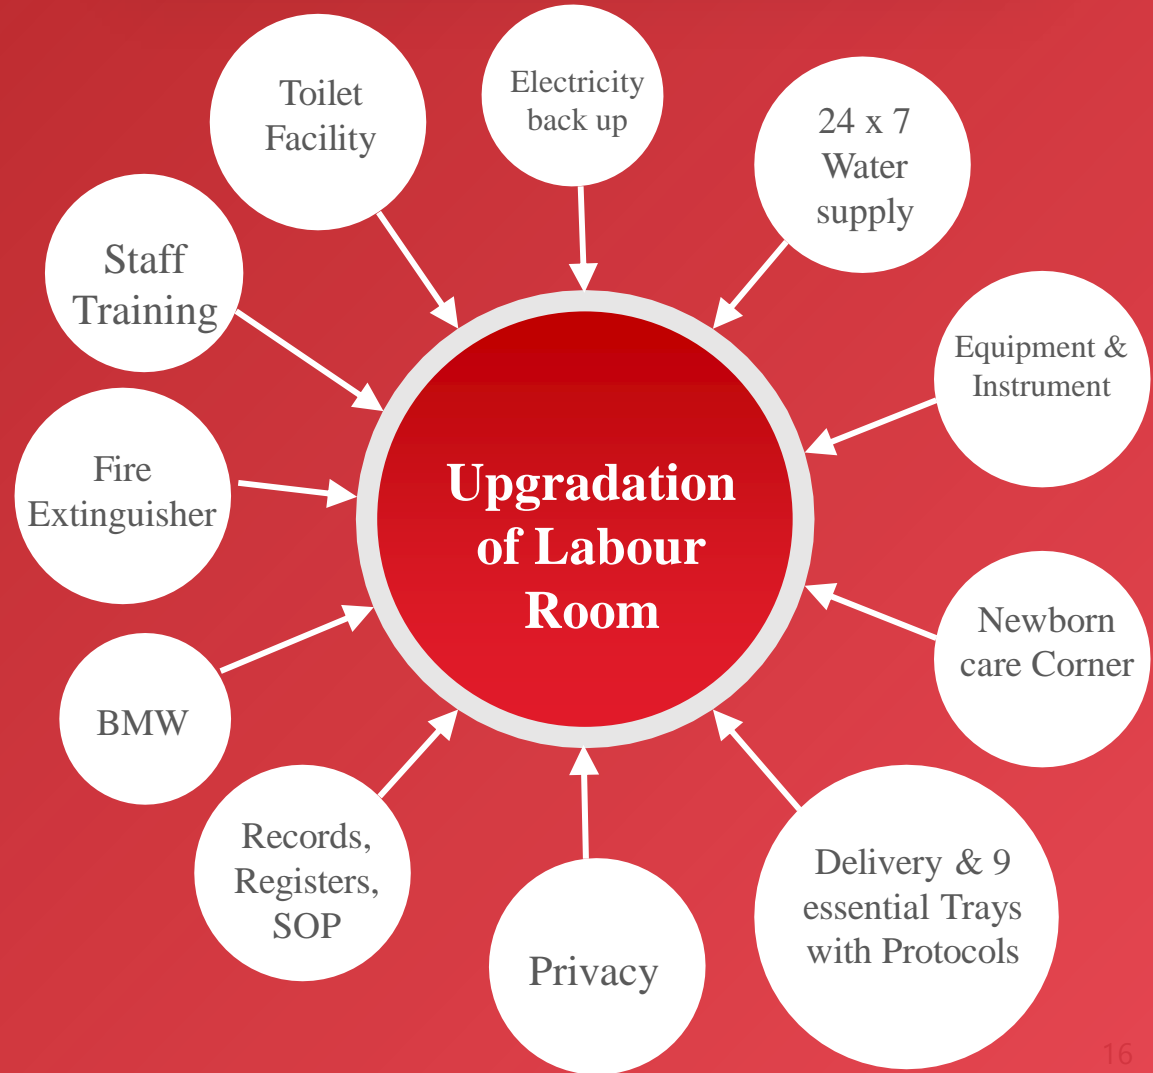 Toilet
Facility
Electricity
back up
24 x 7
Water
supply
Staff
Training
Equipment &
Instrument
Fire
Extinguisher
Upgradation
of Labour
Room
Newborn
care Corner
BMW
Records,
Registers,
SOP
Privacy
Delivery & 9
essential Trays
with Protocols
16